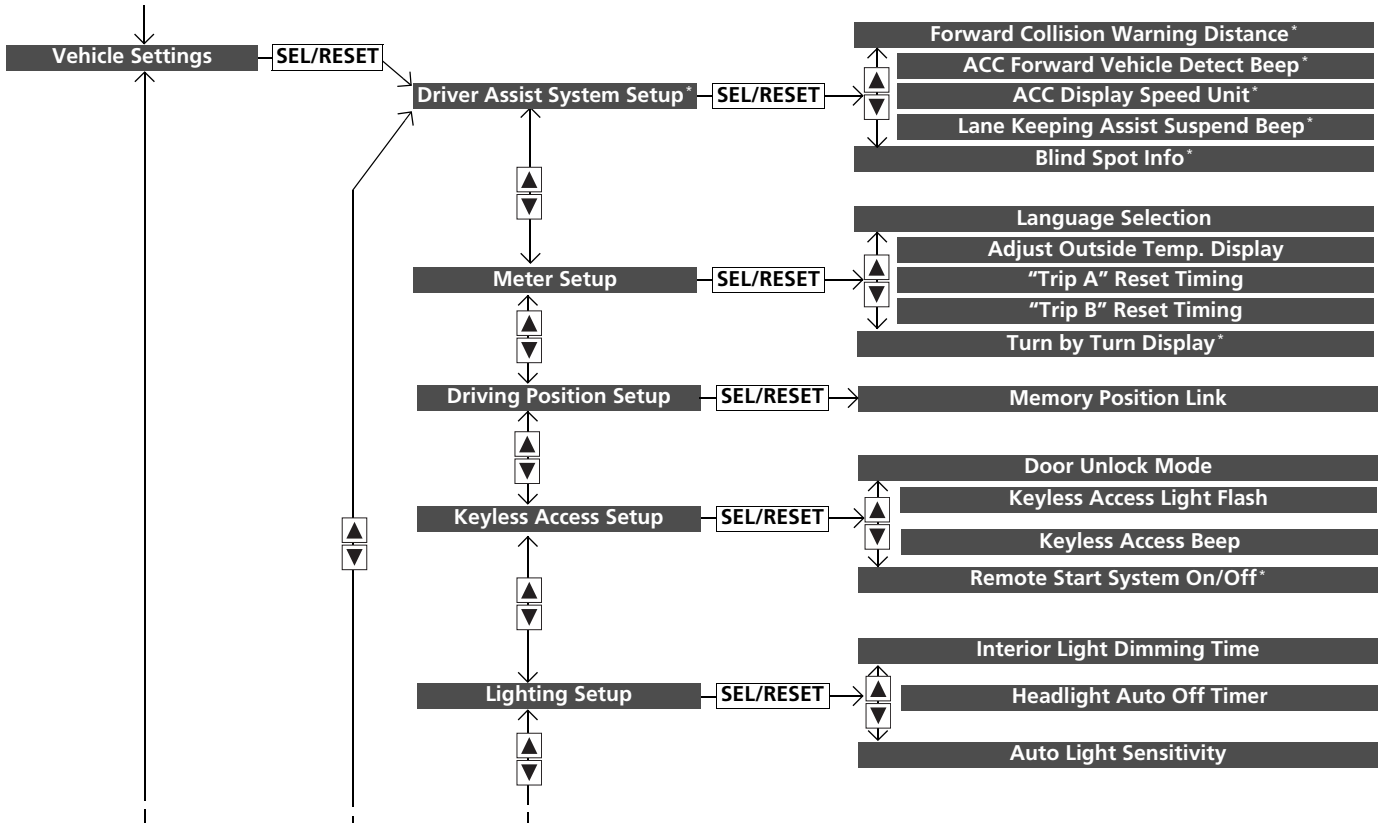 Vehicle Settings
SEL/RESET
Driver Assist System Setup*
SEL/RESET
Forward Collision Warning Distance*
ACC Forward Vehicle Detect Beep*
ACC Display Speed Unit*
Lane Keeping Assist Suspend Beep*
Blind Spot Info*
Meter Setup
SEL/RESET
Language Selection
Adjust Outside Temp. Display
“Trip A” Reset Timing
“Trip B” Reset Timing
Turn by Turn Display*
Driving Position Setup
SEL/RESET
Memory Position Link
Keyless Access Setup
SEL/RESET
Door Unlock Mode
Keyless Access Light Flash
Keyless Access Beep
Remote Start System On/Off*
Lighting Setup
SEL/RESET
Interior Light Dimming Time
Headlight Auto Off Timer
Auto Light Sensitivity